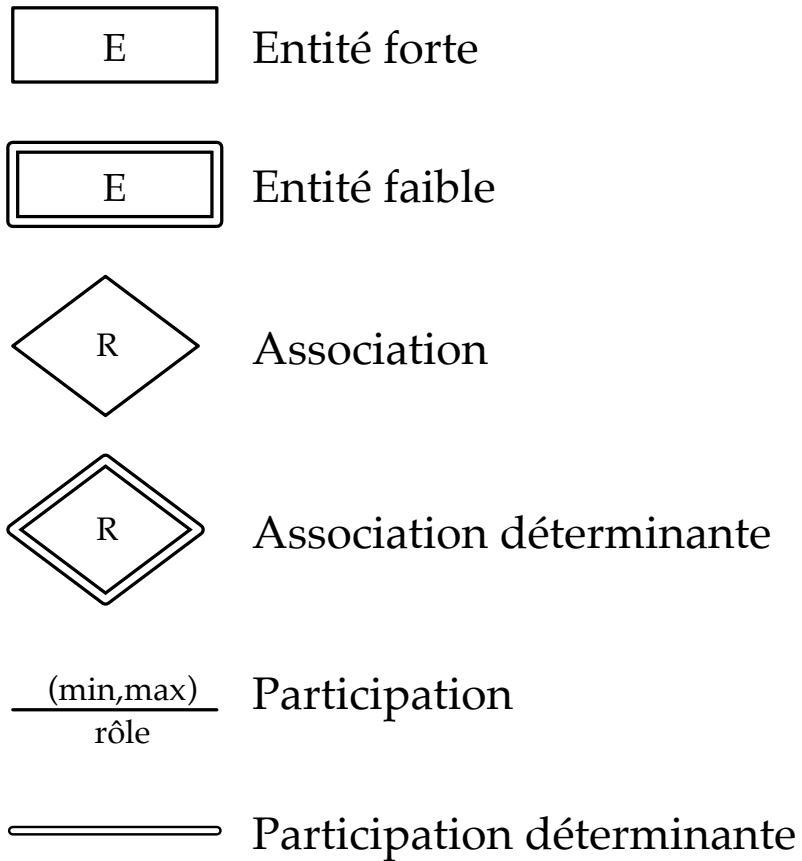 E Entité forte
E Entité faible
R Association
R Association déterminante
(min,max)
rôle
Participation
Participation déterminante